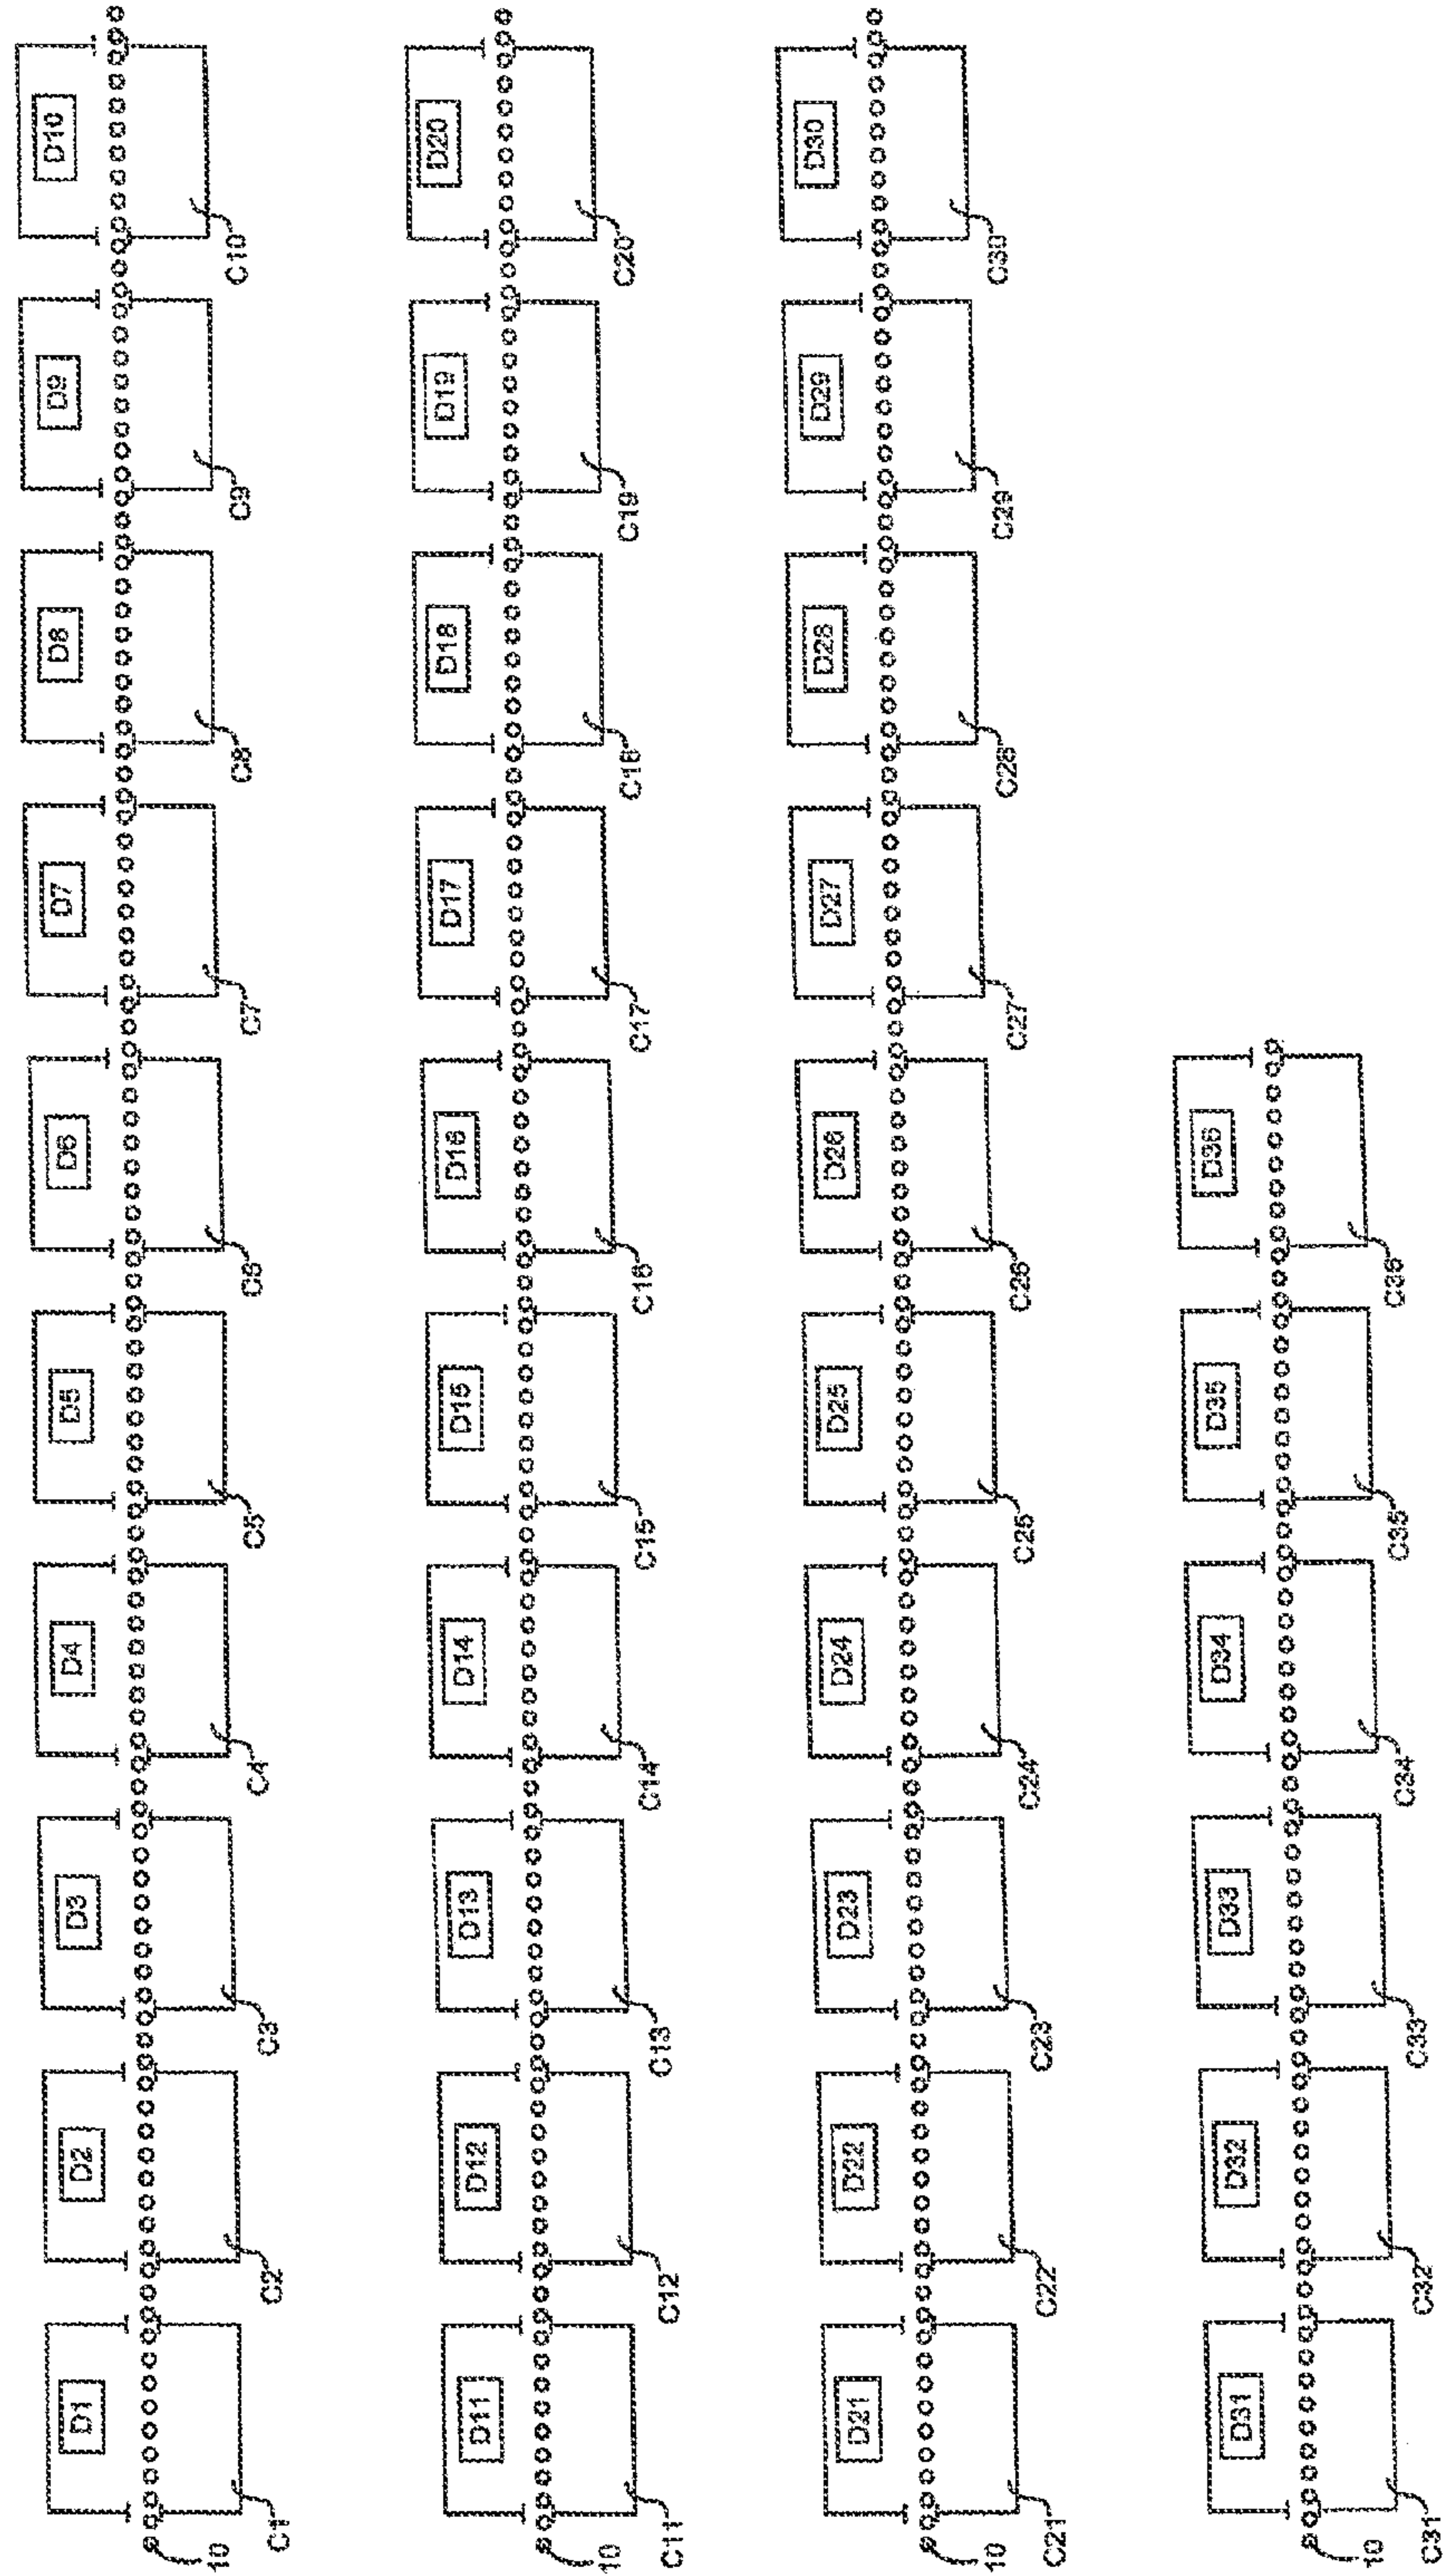 D1 D2 D3 D4 D5 D6 D7 D8 D9 D10
10 C1 C2 C3 C4 C5 C6 C7 C8 C9 C10
D11 D12 D13 D14 D15 D16 D17 D18 D19 D20
10 C11 C12 C13 C14 C15 C16 C17 C18 C19 C20
D21 D22 D23 D24 D25 D26 D27 D28 D29 D30
10 C21 C22 C23 C24 C25 C26 C27 C28 C29 C30
D31 D32 D33 D34 D35 D36
10 C31 C32 C33 C34 C35 C36